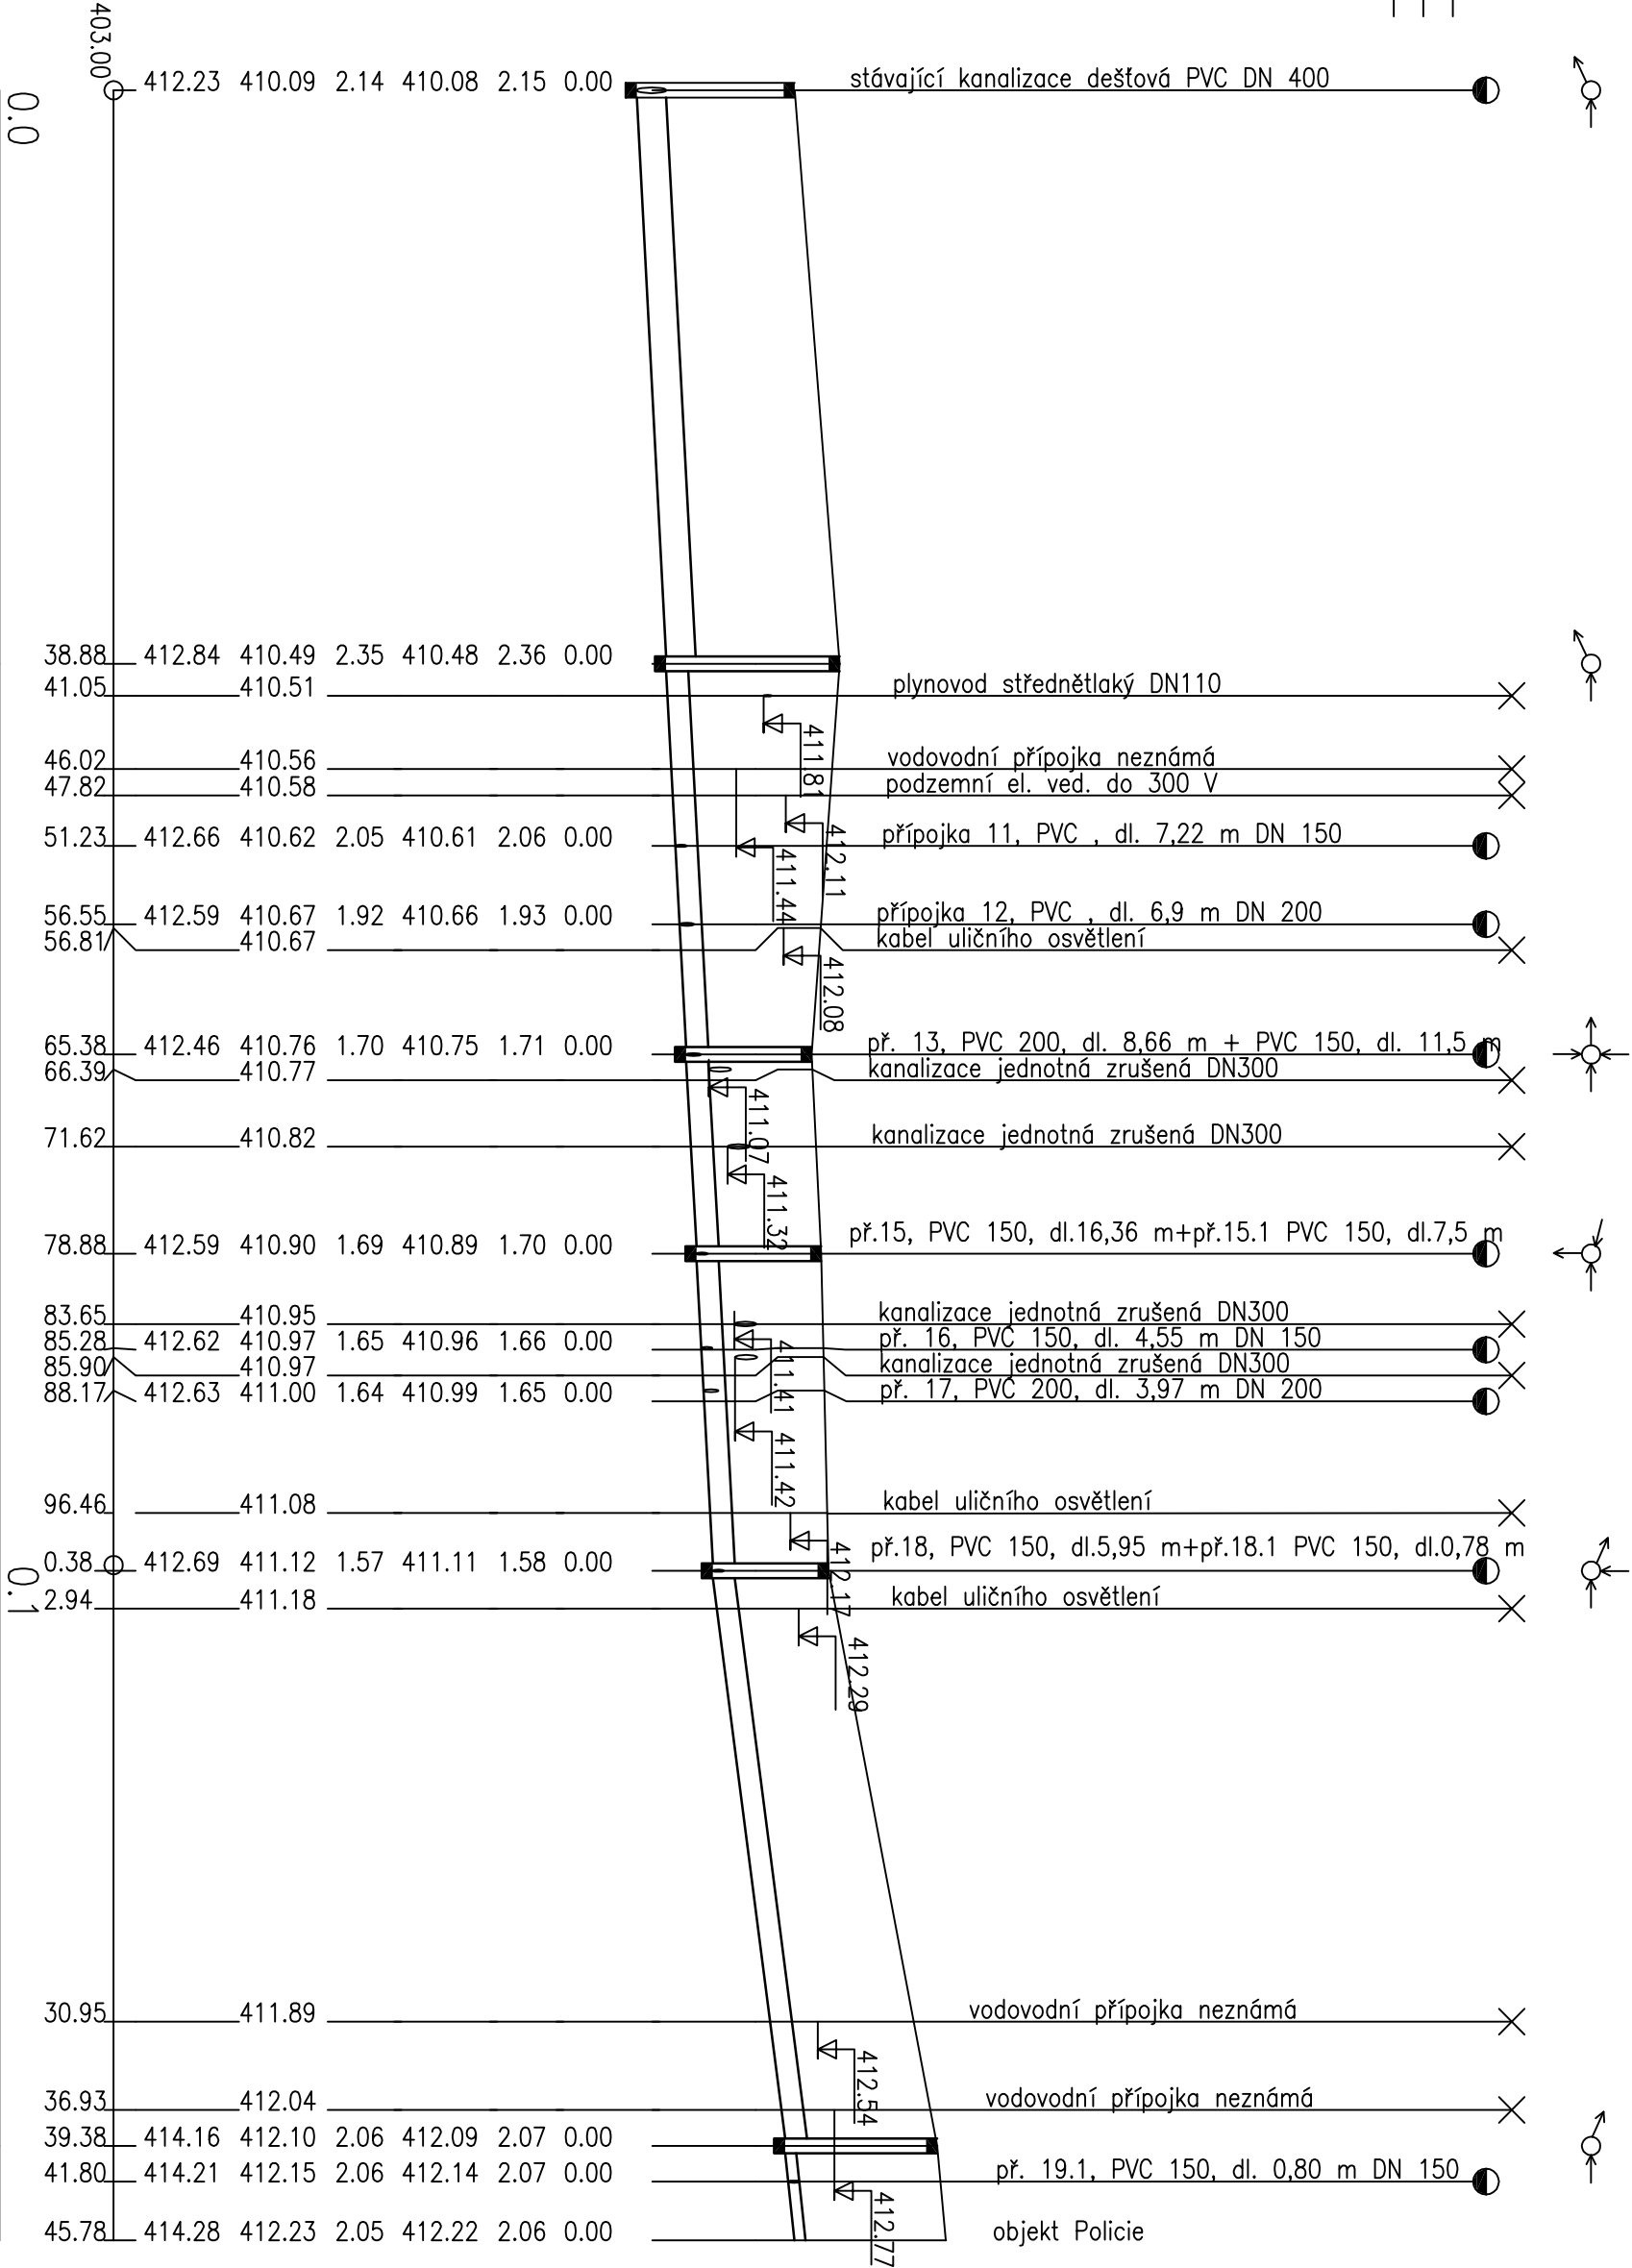 403.00
0.0
412.23 410.09 2.14 410.08 2.15 0.00 stávající kanalizace dešťová PVC DN 400
38.88 412.84 410.49 2.35 410.48 2.36 0.00
41.05 410.51 plynovod střednětlaký DN110
411.81
46.02 410.56 vodovodní přípojka neznámá
47.82 410.58 podzemní el. ved. do 300 V
412.11
51.23 412.66 410.62 2.05 410.61 2.06 0.00 přípojka 11, PVC , dl. 7,22 m DN 150
411.44
56.55 412.59 410.67 1.92 410.66 1.93 0.00 přípojka 12, PVC , dl. 6,9 m DN 200
56.81 410.67 kabel uličního osvětlení
412.08
65.38 412.46 410.76 1.70 410.75 1.71 0.00 př. 13, PVC 200, dl. 8,66 m + PVC 150, dl. 11,5 m
66.39 410.77 kanalizace jednotná zrušená DN300
411.07
71.62 410.82 kanalizace jednotná zrušená DN300
411.32
78.88 412.59 410.90 1.69 410.89 1.70 0.00 př.15, PVC 150, dl.16,36 m+př.15.1 PVC 150, dl.7,5 m
83.65 410.95 kanalizace jednotná zrušená DN300
85.28 412.62 410.97 1.65 410.96 1.66 0.00 př. 16, PVC 150, dl. 4,55 m DN 150
411.41
85.90 410.97 kanalizace jednotná zrušená DN300
88.17 412.63 411.00 1.64 410.99 1.65 0.00 př. 17, PVC 200, dl. 3,97 m DN 200
411.42
96.46 411.08 kabel uličního osvětlení
412.17
0.38 412.69 411.12 1.57 411.11 1.58 0.00 př.18, PVC 150, dl.5,95 m+př.18.1 PVC 150, dl.0,78 m
0.1
2.94 411.18 kabel uličního osvětlení
412.29
30.95 411.89 vodovodní přípojka neznámá
412.54
36.93 412.04 vodovodní přípojka neznámá
39.38 414.16 412.10 2.06 412.09 2.07 0.00
41.80 414.21 412.15 2.06 412.14 2.07 0.00 př. 19.1, PVC 150, dl. 0,80 m DN 150
412.77
45.78 414.28 412.23 2.05 412.22 2.06 0.00 objekt Policie